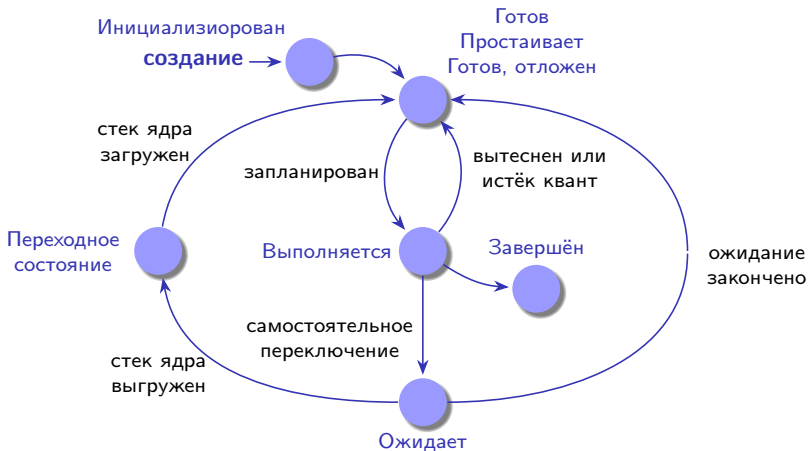 Инициализиорован
создание
Готов
Простаивает
Готов, отложен
стек ядра
загружен
запланирован
вытеснен или
истёк квант
Переходное
состояние
Выполняется
Завершён
ожидание
закончено
самостоятельное
переключение
стек ядра
выгружен
Ожидает